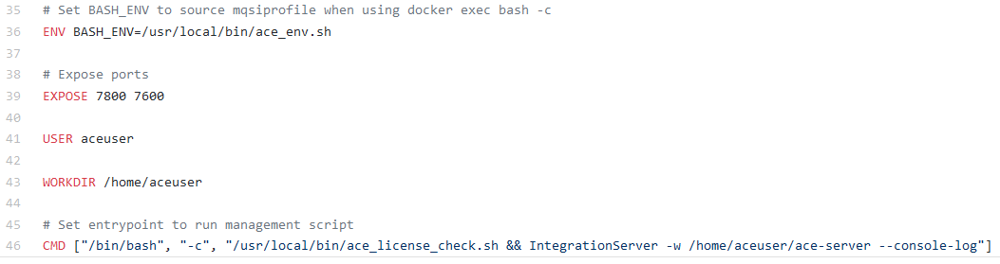 35 # Set BASH_ENV to source mqsiprofile when using docker exec bash -c
36 ENV BASH_ENV=/usr/local/bin/ace_env.sh
37
38 # Expose ports
39 EXPOSE 7800 7600
40
41 USER aceuser
42
43 WORKDIR /home/aceuser
44
45 # Set entrypoint to run management script
46 CMD ["/bin/bash", "-c", "/usr/local/bin/ace_license_check.sh && IntegrationServer -w /home/aceuser/ace-server --console-log"]